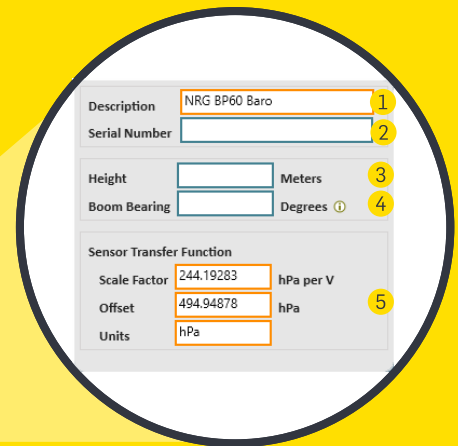 Description NRG BP60 Baro 1
Serial Number 2
Height Meters 3
Boom Bearing Degrees ⓘ 4
Sensor Transfer Function
Scale Factor 244.19283 hPa per V
Offset 494.94878 hPa 5
Units hPa